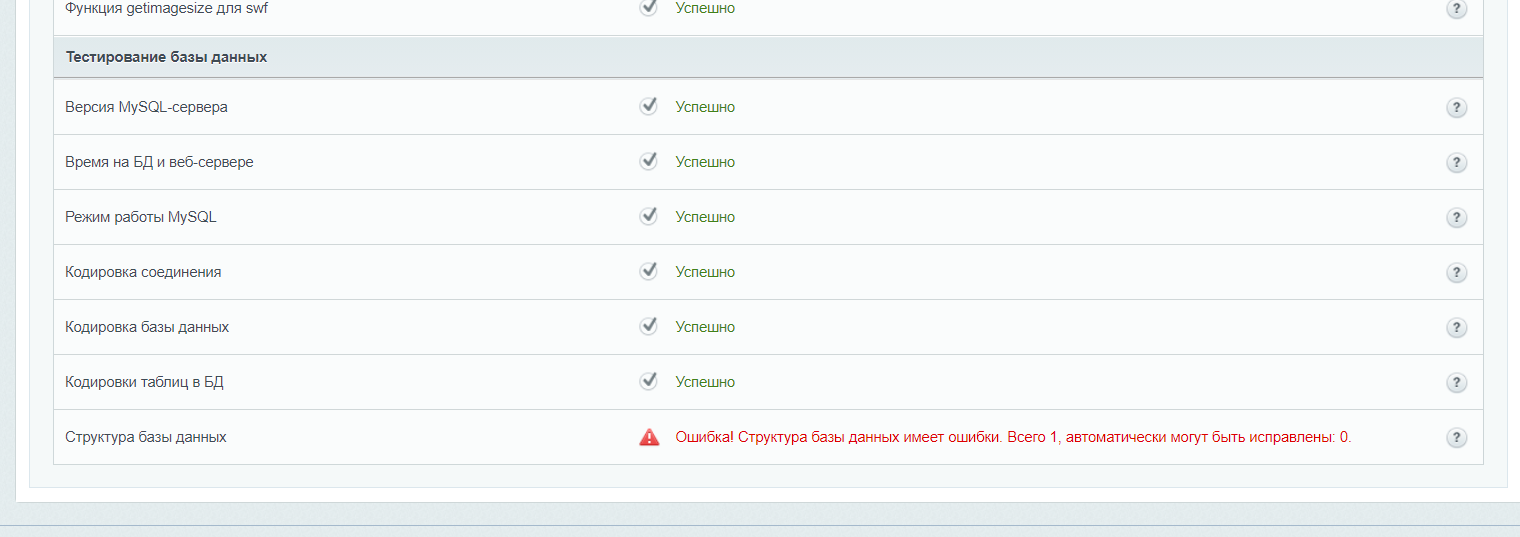 Функция getimagesize для swf Успешно ?
Тестирование базы данных
Версия MySQL-сервера Успешно ?
Время на БД и веб-сервере Успешно ?
Режим работы MySQL Успешно ?
Кодировка соединения Успешно ?
Кодировка базы данных Успешно ?
Кодировки таблиц в БД Успешно ?
Структура базы данных Ошибка! Структура базы данных имеет ошибки. Всего 1, автоматически могут быть исправлены: 0. ?